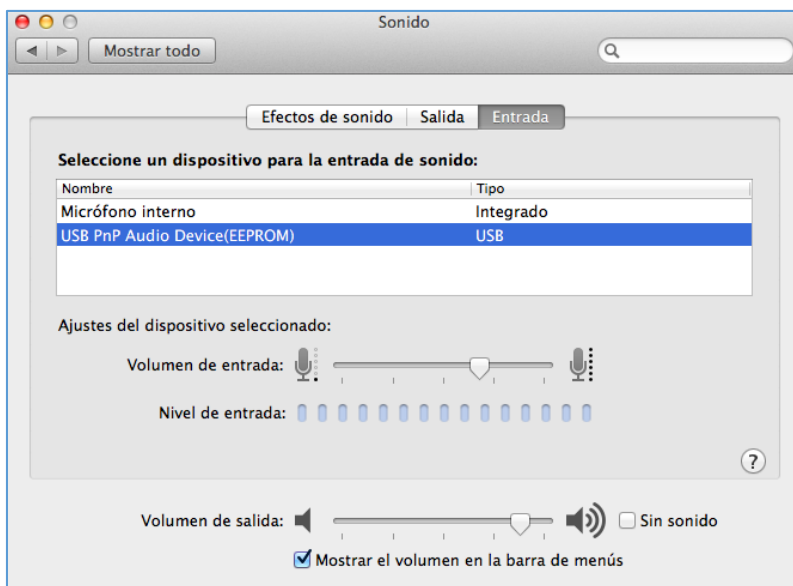 Sonido
Mostrar todo
Efectos de sonido Salida Entrada
Seleccione un dispositivo para la entrada de sonido:
Nombre Tipo
Micrófono interno Integrado
USB PnP Audio Device(EEPROM) USB
Ajustes del dispositivo seleccionado:
Volumen de entrada:
Nivel de entrada:
?
Volumen de salida: Sin sonido
Mostrar el volumen en la barra de menús